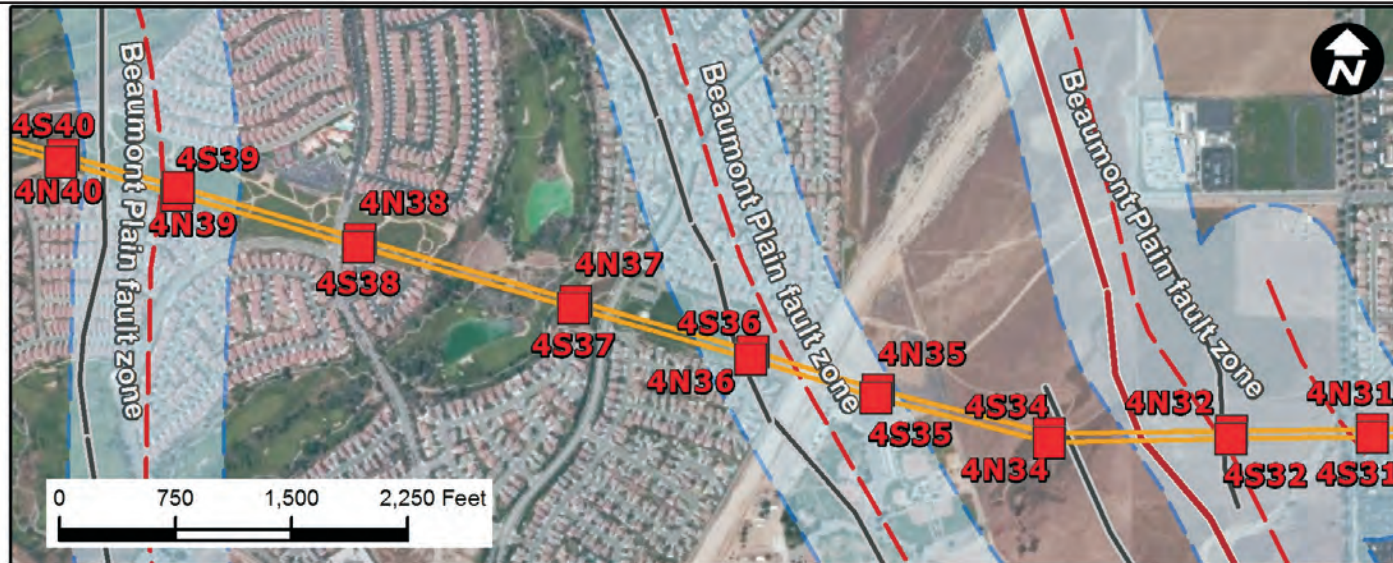 N
Beaumont Plain fault zone
Beaumont Plain fault zone
Beaumont Plain fault zone
4S40
4N40
4S39
4N39
4N38
4S38
4N37
4S37
4S36
4N36
4N35
4S35
4S34
4N34
4N32
4S32
4N31
4S31
0 750 1,500 2,250 Feet